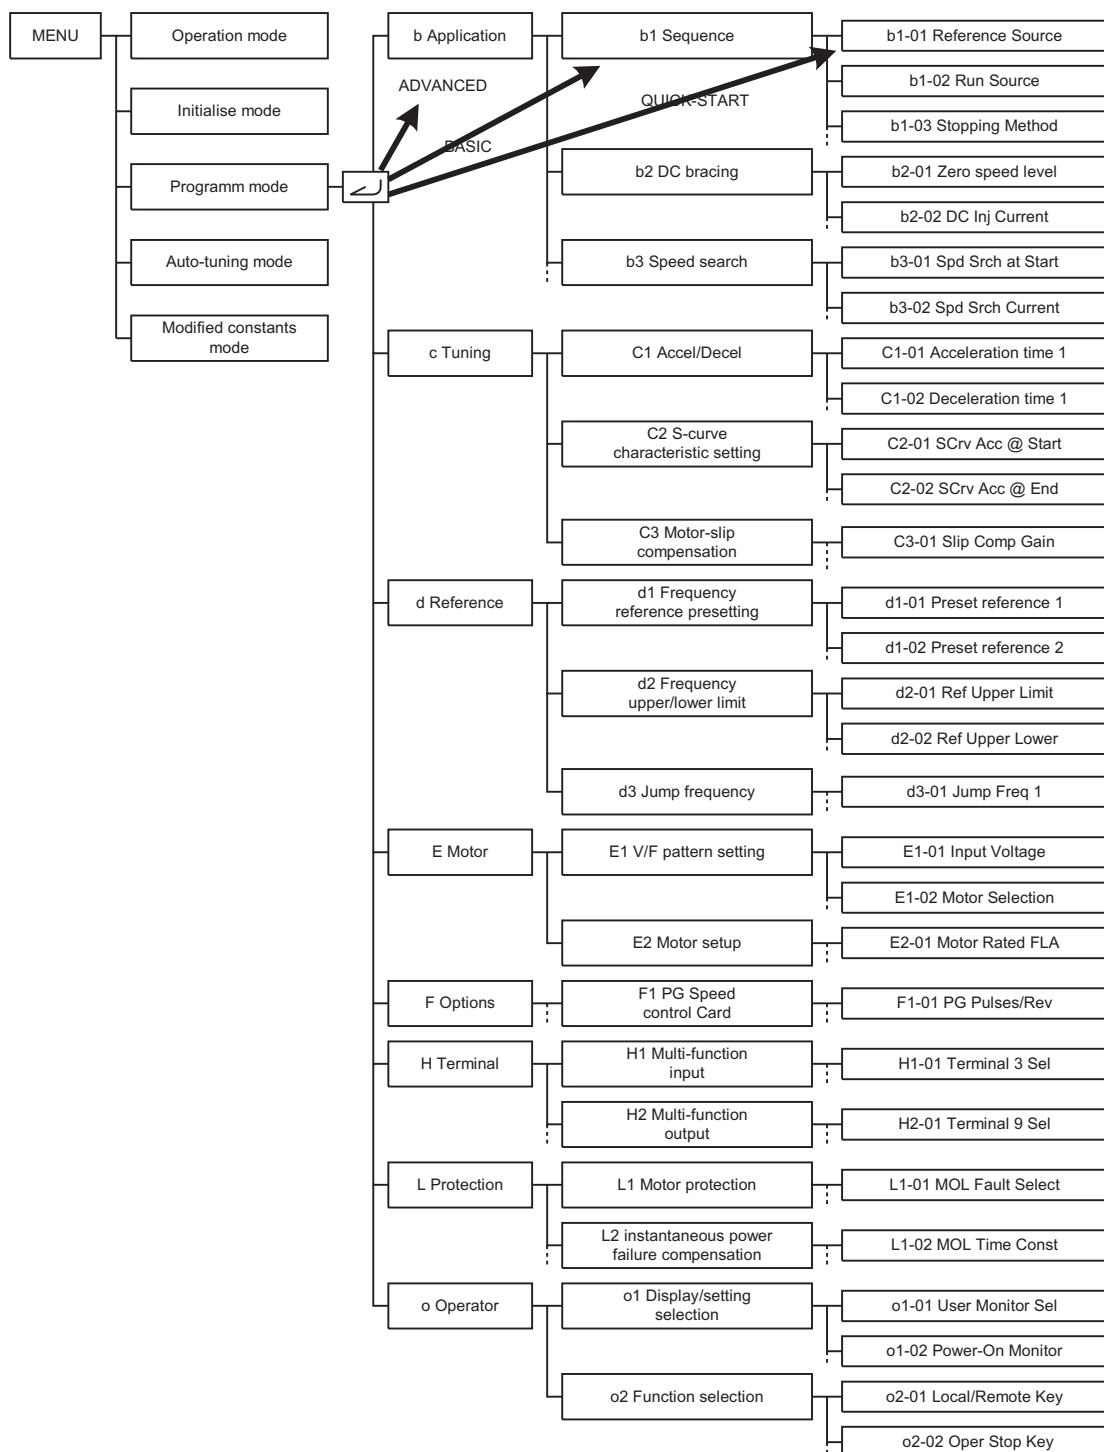 MENU
Operation mode
Initialise mode
Programm mode
Auto-tuning mode
Modified constants
mode
ADVANCED
BASIC
QUICK-START
b Application
b1 Sequence
b1-01 Reference Source
b1-02 Run Source
b1-03 Stopping Method
b2 DC bracing
b2-01 Zero speed level
b2-02 DC Inj Current
b3 Speed search
b3-01 Spd Srch at Start
b3-02 Spd Srch Current
c Tuning
C1 Accel/Decel
C1-01 Acceleration time 1
C1-02 Deceleration time 1
C2 S-curve
characteristic setting
C2-01 SCrv Acc @ Start
C2-02 SCrv Acc @ End
C3 Motor-slip
compensation
C3-01 Slip Comp Gain
d Reference
d1 Frequency
reference presetting
d1-01 Preset reference 1
d1-02 Preset reference 2
d2 Frequency
upper/lower limit
d2-01 Ref Upper Limit
d2-02 Ref Upper Lower
d3 Jump frequency
d3-01 Jump Freq 1
E Motor
E1 V/F pattern setting
E1-01 Input Voltage
E1-02 Motor Selection
E2 Motor setup
E2-01 Motor Rated FLA
F Options
F1 PG Speed
control Card
F1-01 PG Pulses/Rev
H Terminal
H1 Multi-function
input
H1-01 Terminal 3 Sel
H2 Multi-function
output
H2-01 Terminal 9 Sel
L Protection
L1 Motor protection
L1-01 MOL Fault Select
L2 instantaneous power
failure compensation
L1-02 MOL Time Const
o Operator
o1 Display/setting
selection
o1-01 User Monitor Sel
o1-02 Power-On Monitor
o2 Function selection
o2-01 Local/Remote Key
o2-02 Oper Stop Key